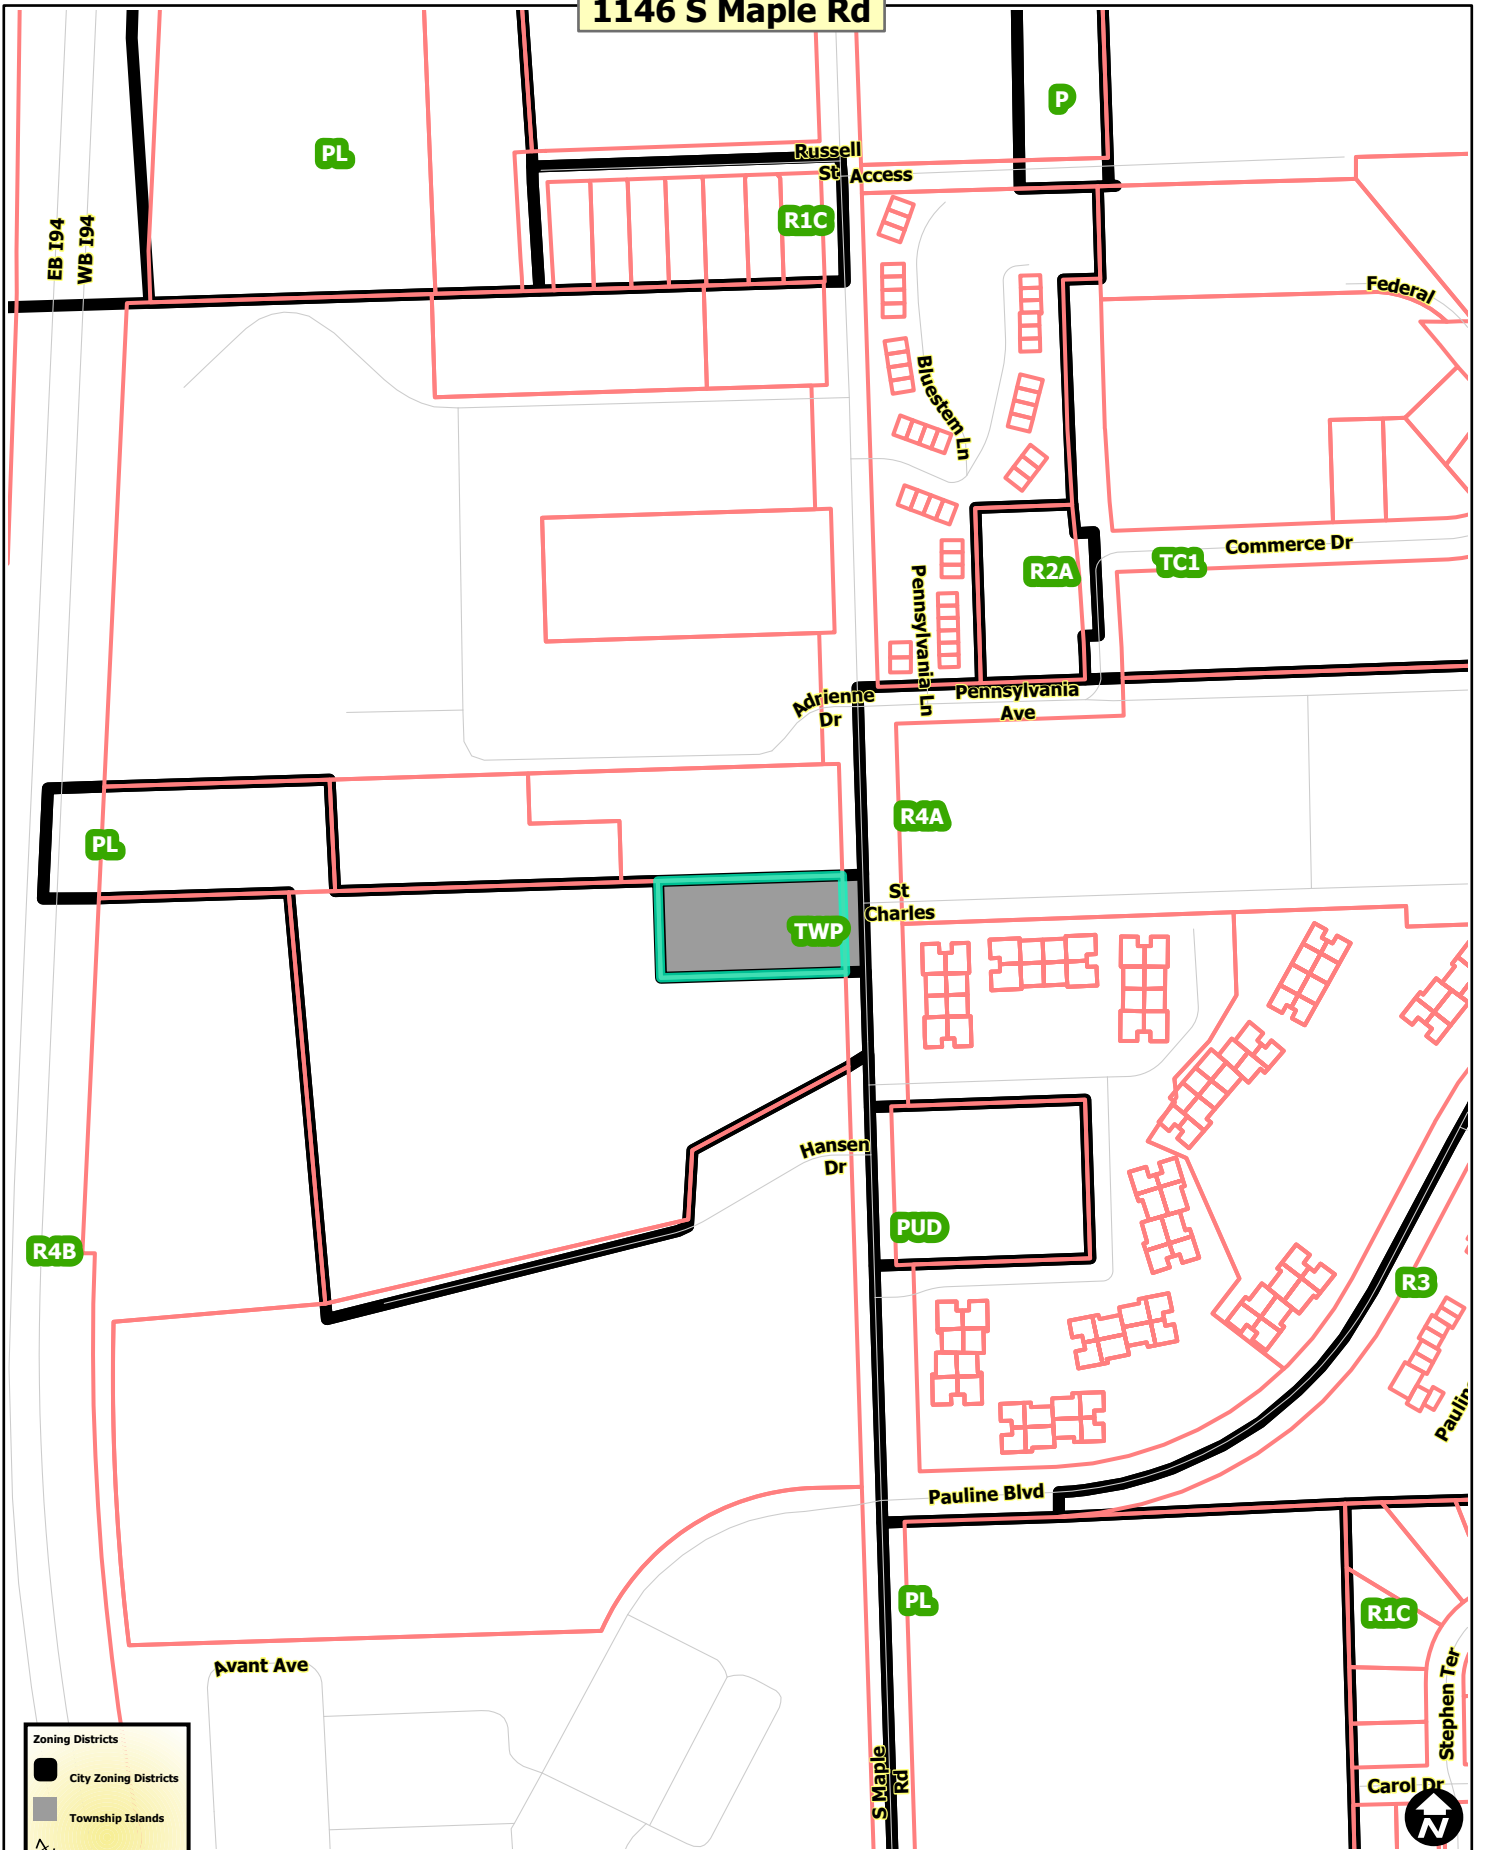 1146 S Maple Rd
P
PL
Russell
St Access
R1C
EB I94
WB I94
Federal
Bluestem Ln
Commerce Dr
TC1
R2A
Pennsylvania Ln
Pennsylvania
Ave
Adrienne
Dr
R4A
PL
St
Charles
TWP
Hansen
Dr
PUD
R4B
R3
Pauline Blvd
PL
R1C
Avant Ave
Stephen Ter
S Maple
Rd
Carol Dr
Zoning Districts
City Zoning Districts
Township Islands
N